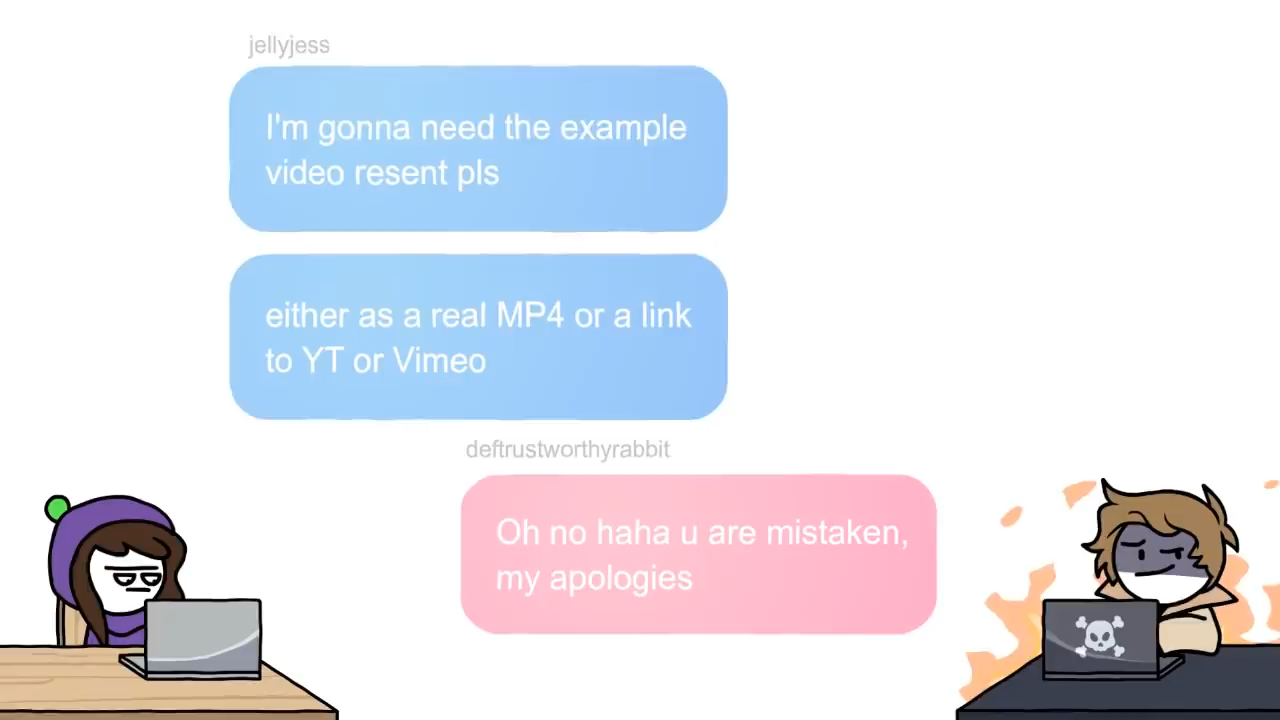 jellyjess
I'm gonna need the example
video resent pls
either as a real MP4 or a link
to YT or Vimeo
deftrustworthyrabbit
Oh no haha u are mistaken,
my apologies